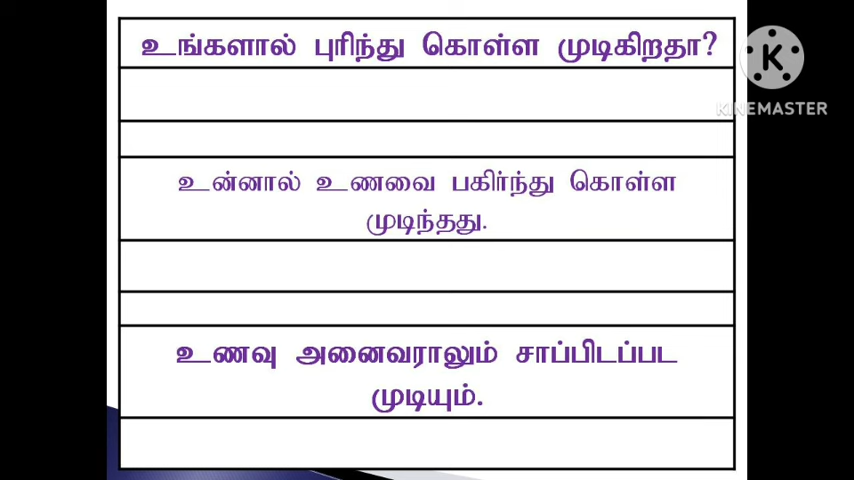 உங்களால் புரிந்து கொள்ள முடிகிறதா?
K
KINEMASTER
உன்னால் உணவை பகிர்ந்து கொள்ள
முடிந்தது.
உணவு அனைவராலும் சாப்பிடப்பட
முடியும்.